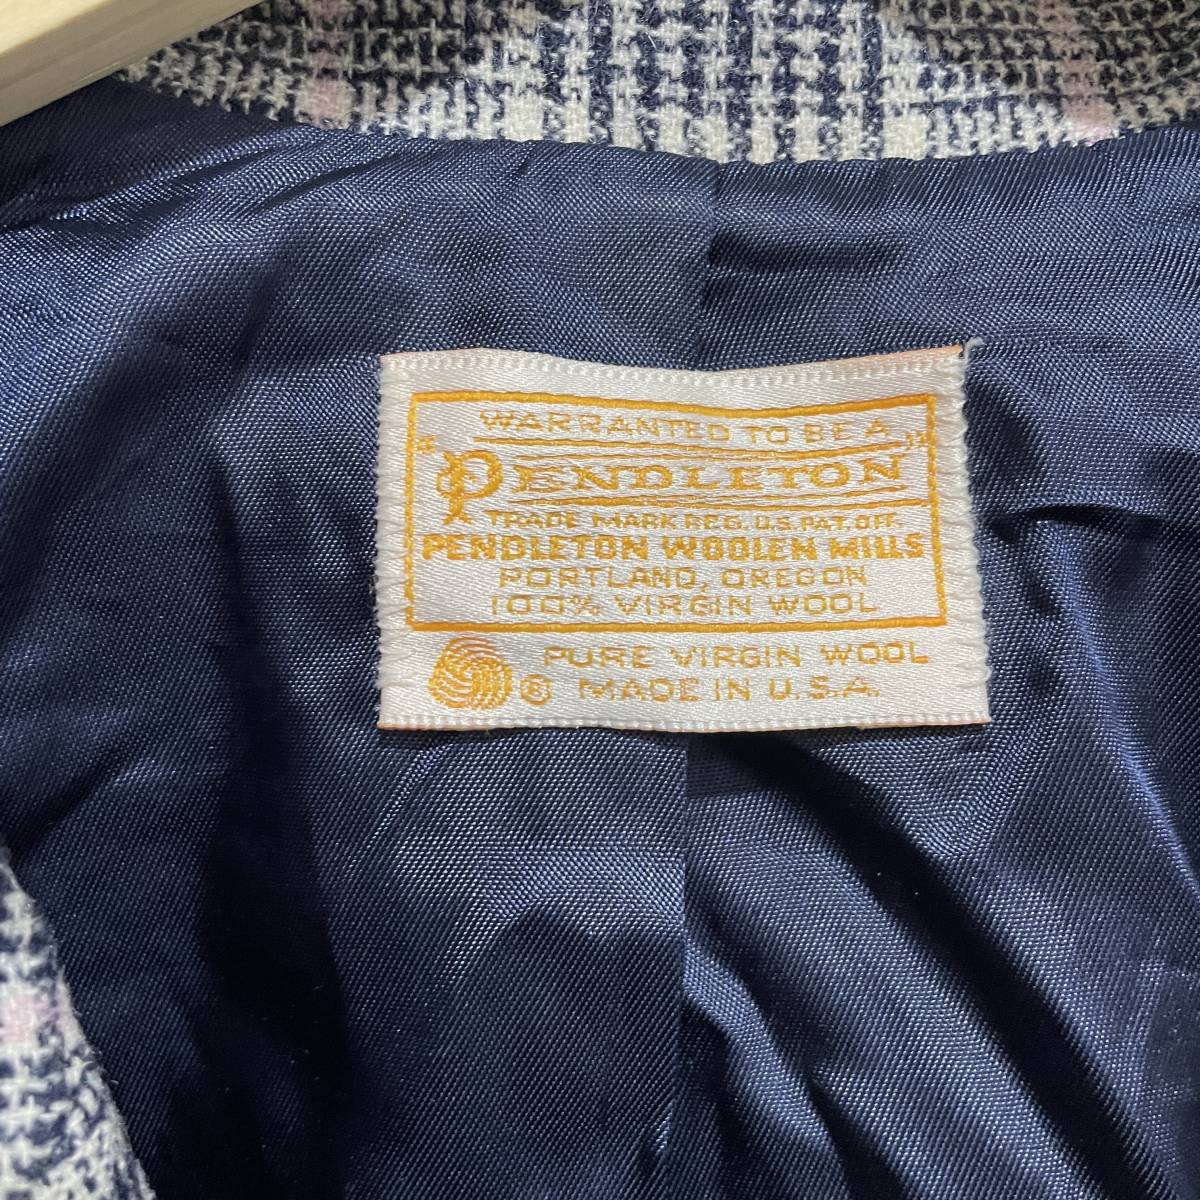 WARRANTED TO BE A
"PENDLETON"
TRADE MARK REG. U.S. PAT. OFF.
PENDLETON WOOLEN MILLS
PORTLAND, OREGON
100% VIRGIN WOOL
® PURE VIRGIN WOOL
MADE IN U.S.A.